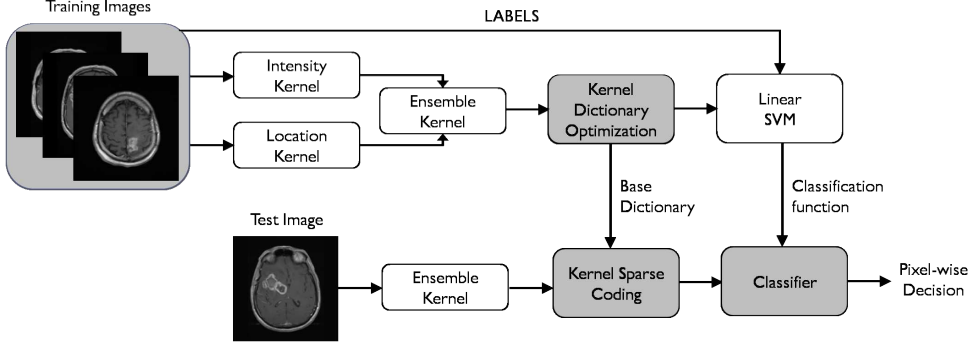 Training Images
LABELS
Intensity
Kernel
Location
Kernel
Ensemble
Kernel
Kernel
Dictionary
Optimization
Linear
SVM
Base
Dictionary
Classification
function
Test Image
Ensemble
Kernel
Kernel Sparse
Coding
Classifier
Pixel-wise
Decision